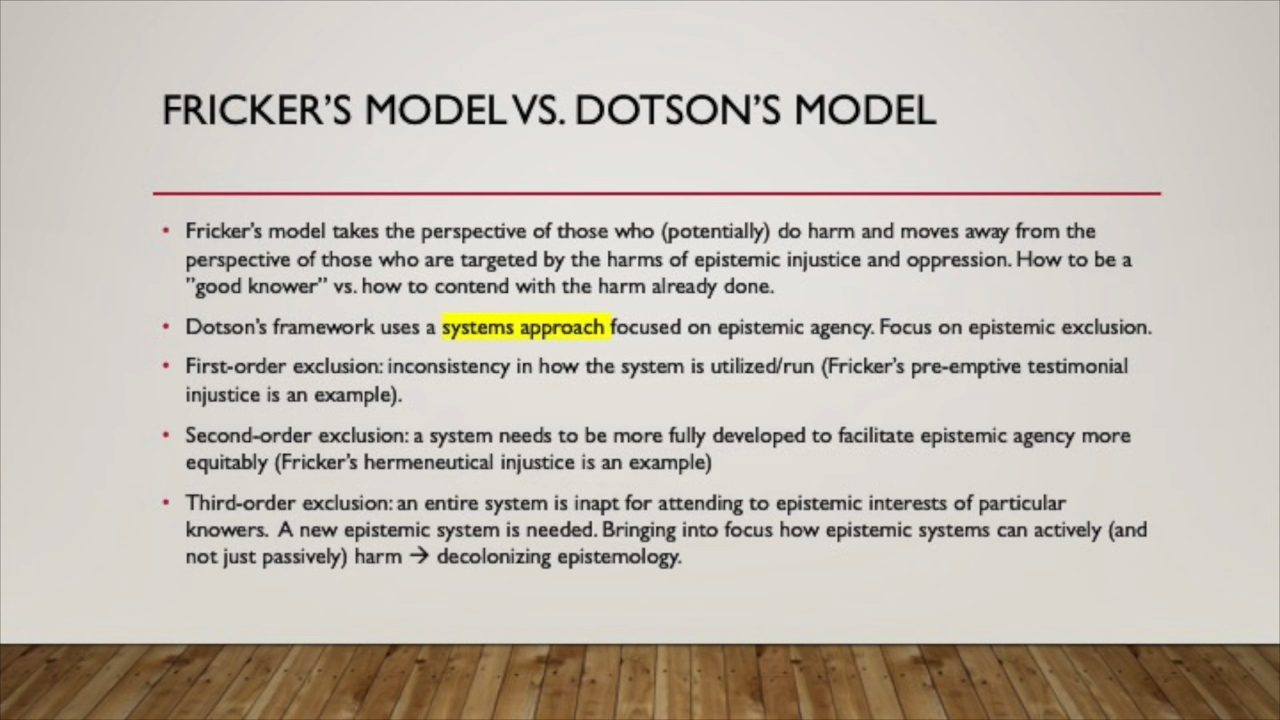 FRICKER’S MODEL VS. DOTSON’S MODEL
• Fricker’s model takes the perspective of those who (potentially) do harm and moves away from the
perspective of those who are targeted by the harms of epistemic injustice and oppression. How to be a
”good knower” vs. how to contend with the harm already done.
• Dotson’s framework uses a systems approach focused on epistemic agency. Focus on epistemic exclusion.
• First-order exclusion: inconsistency in how the system is utilized/run (Fricker’s pre-emptive testimonial
injustice is an example).
• Second-order exclusion: a system needs to be more fully developed to facilitate epistemic agency more
equitably (Fricker’s hermeneutical injustice is an example)
• Third-order exclusion: an entire system is inapt for attending to epistemic interests of particular
knowers. A new epistemic system is needed. Bringing into focus how epistemic systems can actively (and
not just passively) harm → decolonizing epistemology.